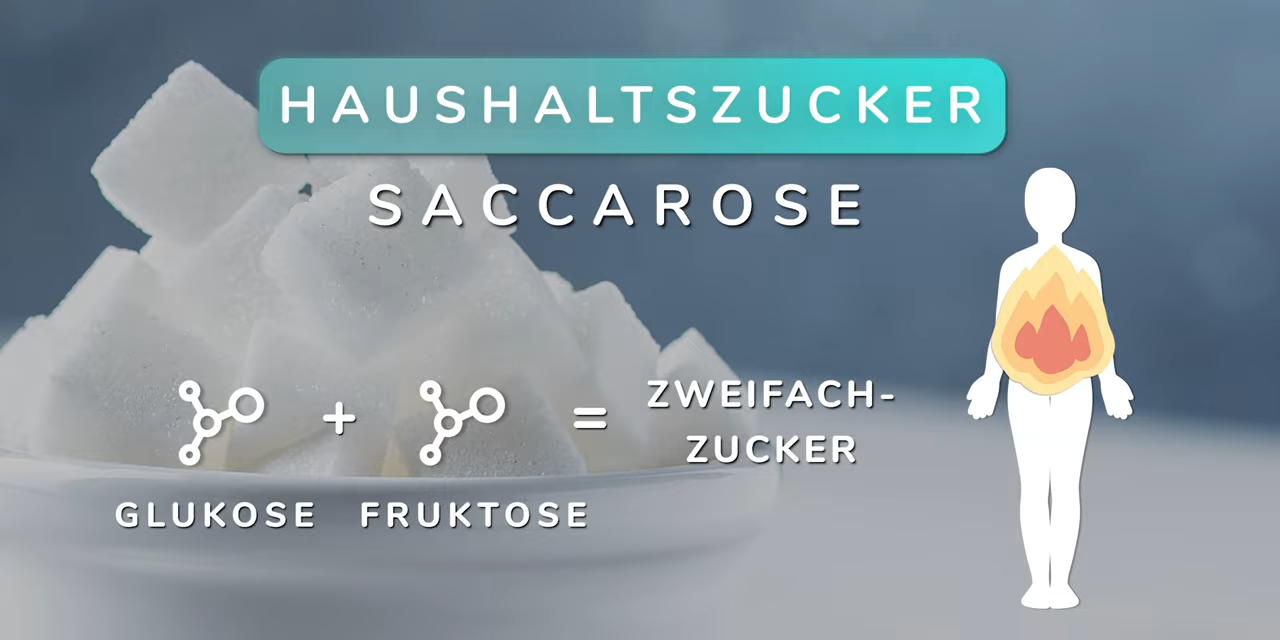 HAUSHALTSZUCKER
SACCAROSE
+ =
ZWEIFACH-
ZUCKER
GLUKOSE FRUKTOSE